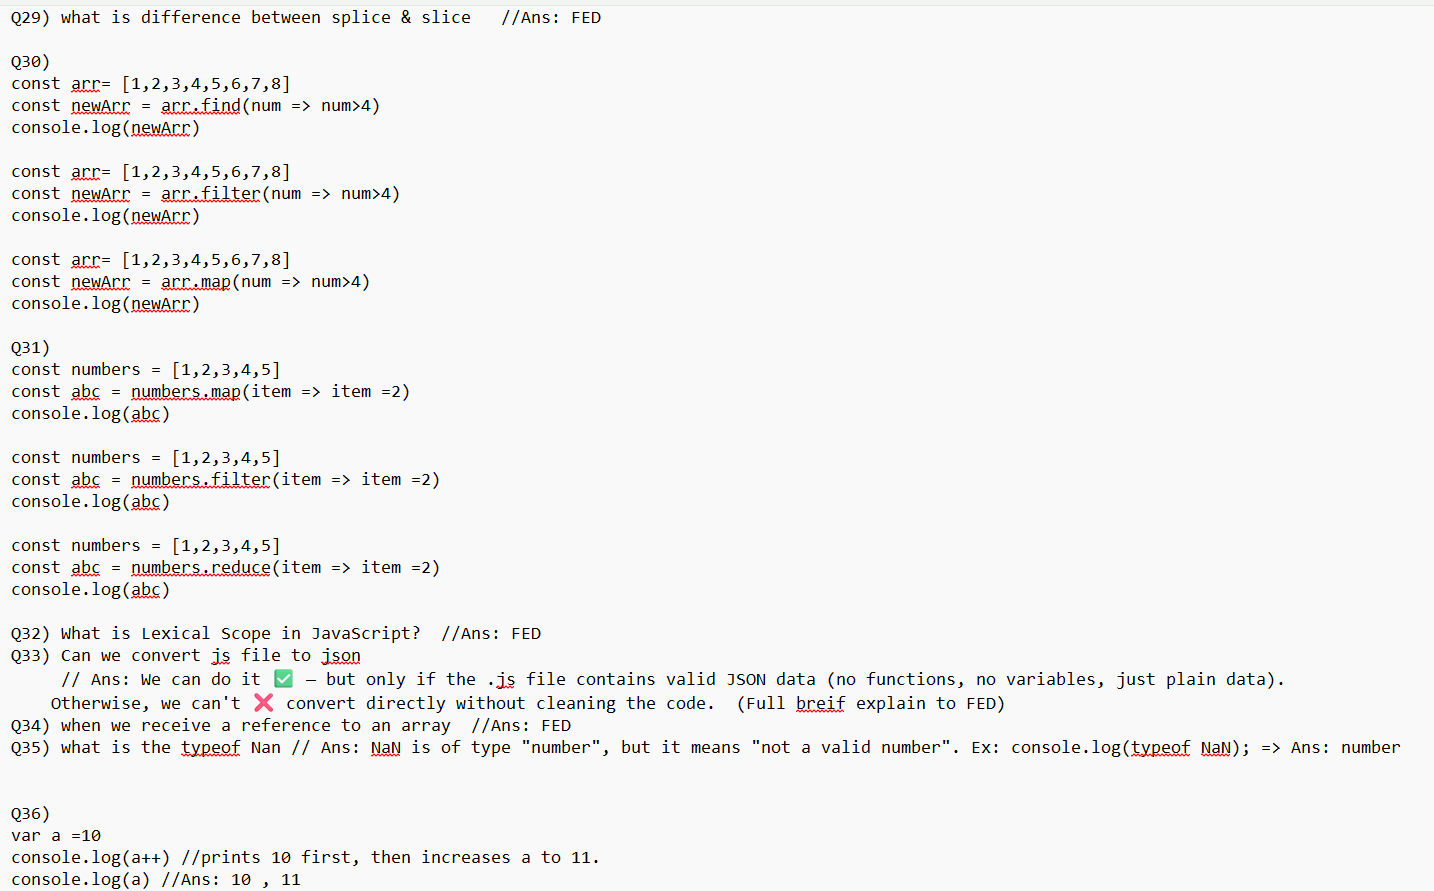 Q29) what is difference between splice & slice   //Ans: FED
Q30)
const arr= [1,2,3,4,5,6,7,8]
const newArr = arr.find(num => num>4)
console.log(newArr)
const arr= [1,2,3,4,5,6,7,8]
const newArr = arr.filter(num => num>4)
console.log(newArr)
const arr= [1,2,3,4,5,6,7,8]
const newArr = arr.map(num => num>4)
console.log(newArr)
Q31)
const numbers = [1,2,3,4,5]
const abc = numbers.map(item => item =2)
console.log(abc)
const numbers = [1,2,3,4,5]
const abc = numbers.filter(item => item =2)
console.log(abc)
const numbers = [1,2,3,4,5]
const abc = numbers.reduce(item => item =2)
console.log(abc)
Q32) What is Lexical Scope in JavaScript?  //Ans: FED
Q33) Can we convert js file to json
// Ans: We can do it ✅ – but only if the .js file contains valid JSON data (no functions, no variables, just plain data).
Otherwise, we can't ❌ convert directly without cleaning the code.  (Full breif explain to FED)
Q34) when we receive a reference to an array  //Ans: FED
Q35) what is the typeof Nan // Ans: NaN is of type "number", but it means "not a valid number". Ex: console.log(typeof NaN); => Ans: number
Q36)
var a =10
console.log(a++) //prints 10 first, then increases a to 11.
console.log(a) //Ans: 10 , 11